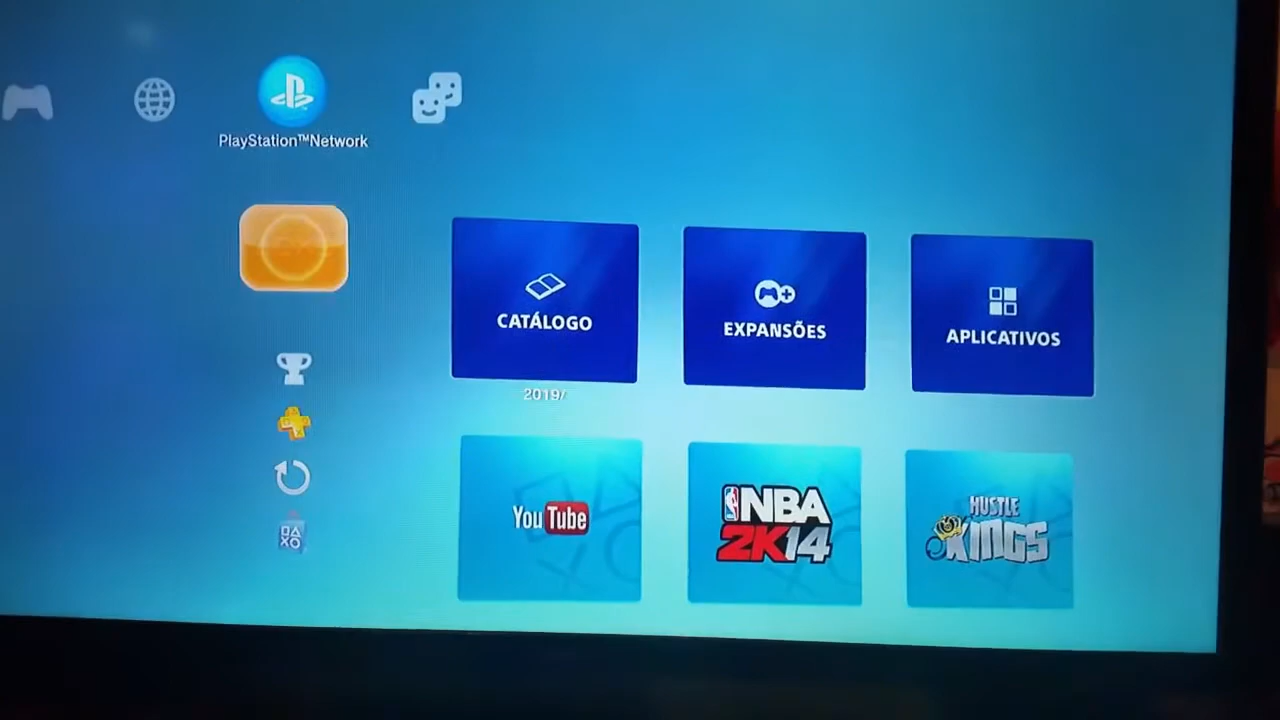 PlayStation™Network
CATÁLOGO
EXPANSÕES
APLICATIVOS
2019/
YouTube
NBA
2K14
HUSTLE
KINGS